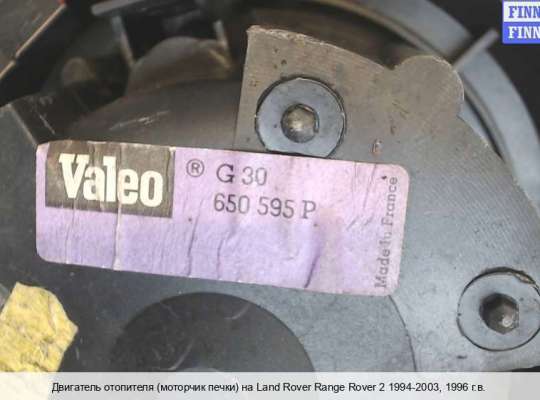 FINN
FINN
Valeo ® G 30
650 595 P
Made in France
Двигатель отопителя (моторчик печки) на Land Rover Range Rover 2 1994-2003, 1996 г.в.